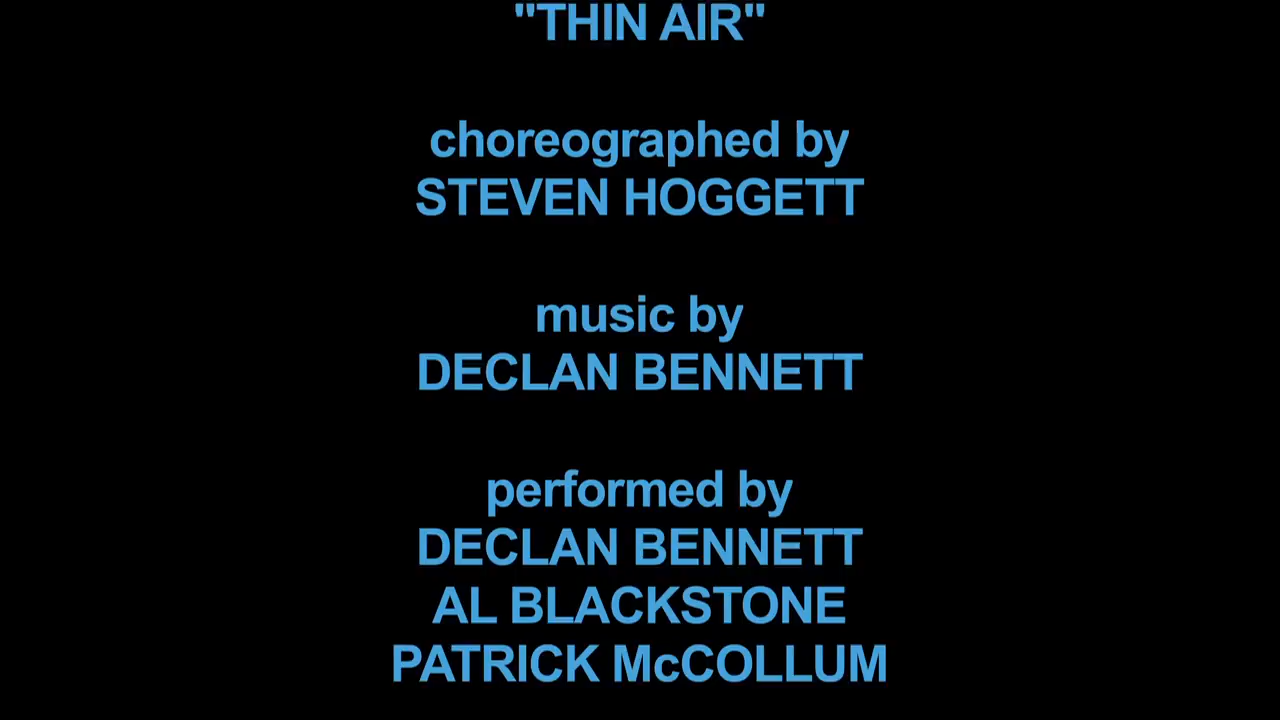 "THIN AIR"
choreographed by
STEVEN HOGGETT
music by
DECLAN BENNETT
performed by
DECLAN BENNETT
AL BLACKSTONE
PATRICK McCOLLUM